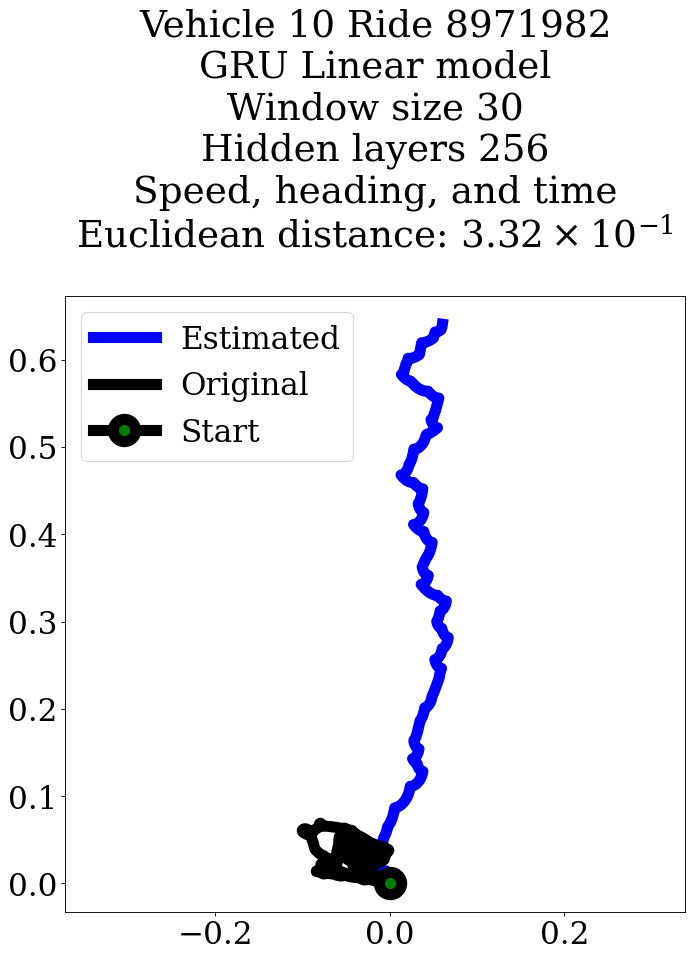 Vehicle 10 Ride 8971982
GRU Linear model
Window size 30
Hidden layers 256
Speed, heading, and time
Euclidean distance: 3.32 × 10⁻¹
Estimated
Original
Start
0.6
0.5
0.4
0.3
0.2
0.1
0.0
−0.2 0.0 0.2